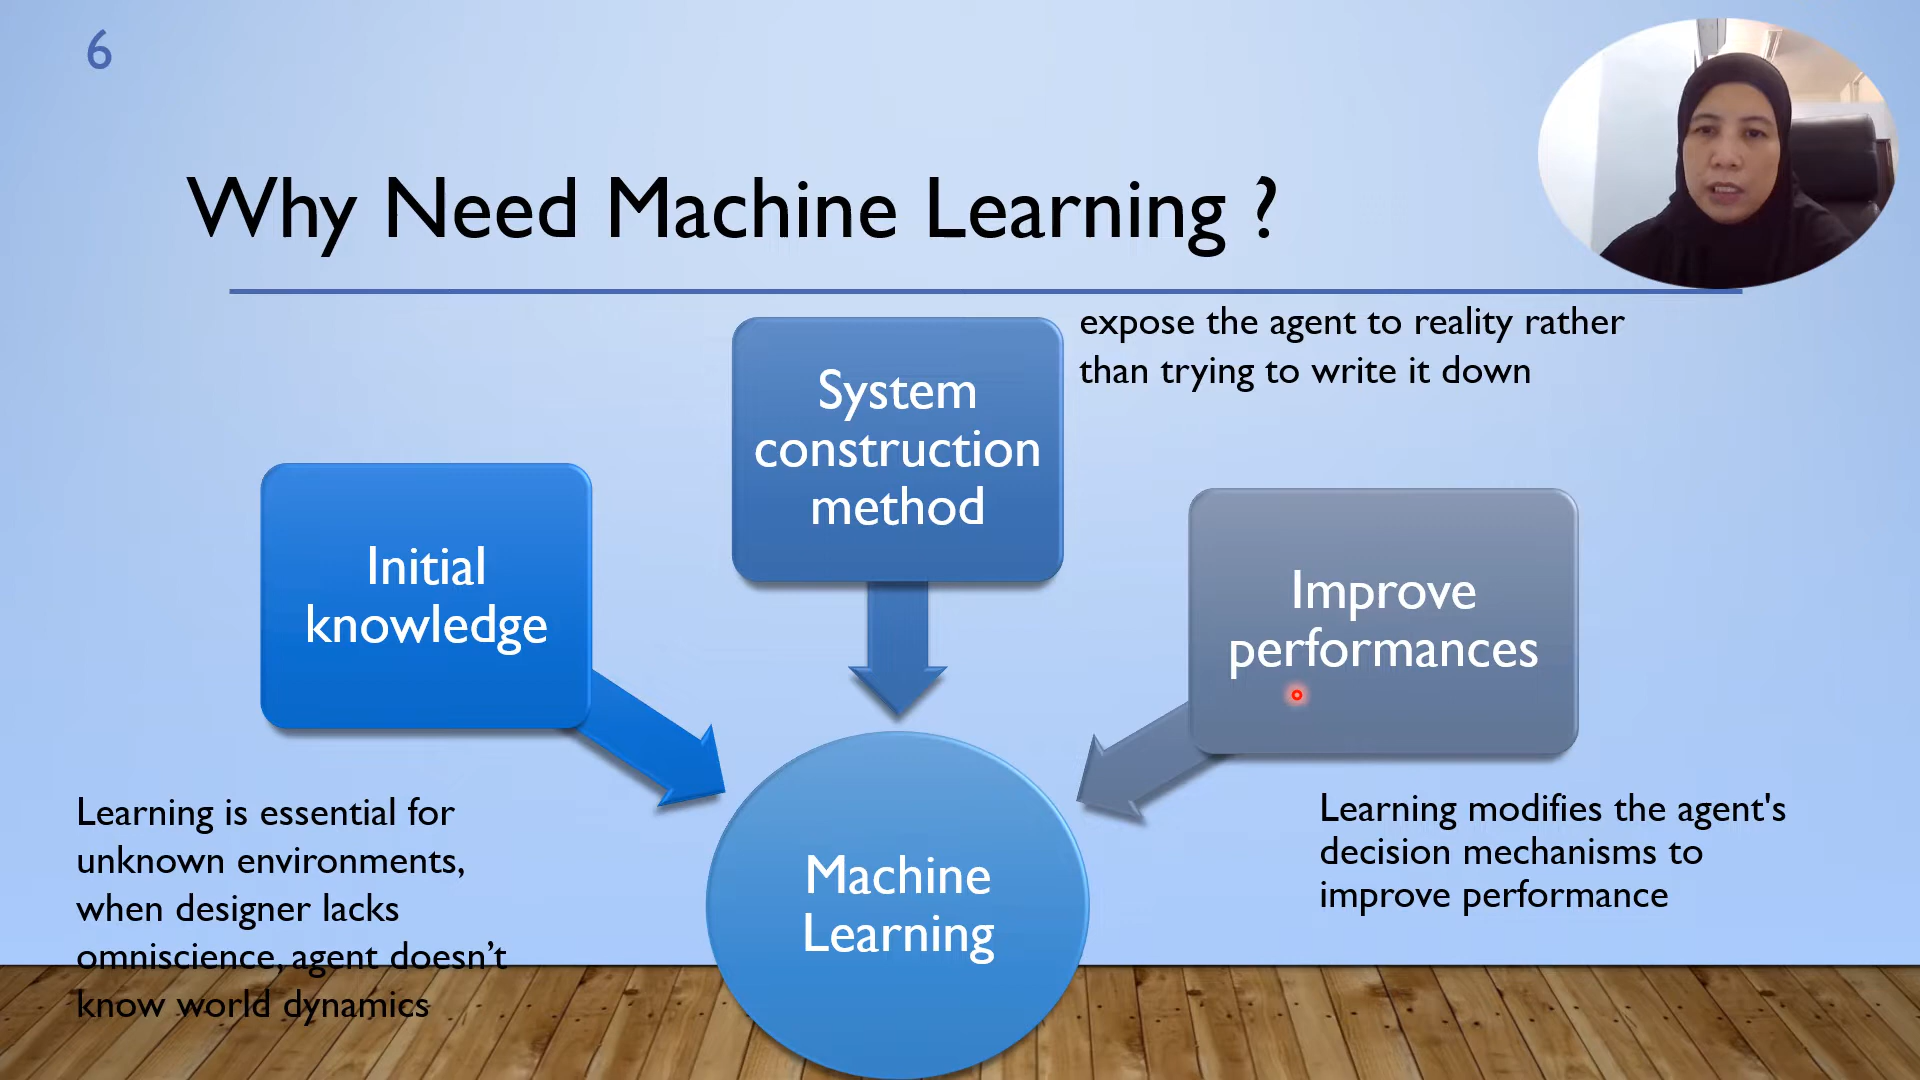 6
Why Need Machine Learning ?
expose the agent to reality rather
than trying to write it down
System
construction
method
Initial
knowledge
Improve
performances
Learning is essential for
unknown environments,
when designer lacks
omniscience, agent doesn’t
know world dynamics
Machine
Learning
Learning modifies the agent's
decision mechanisms to
improve performance